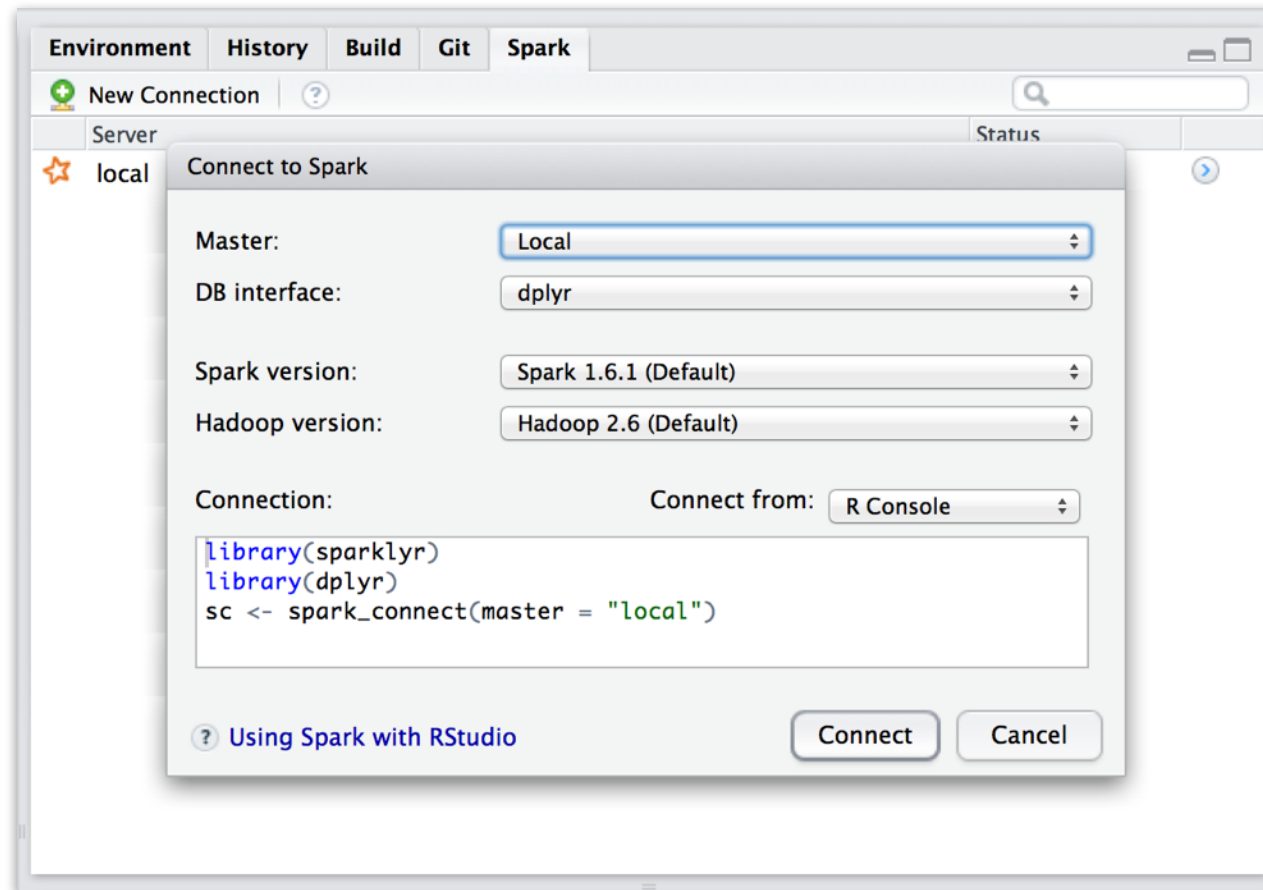 Environment History Build Git Spark
New Connection ?
Server Status
local
Connect to Spark
Master: Local
DB interface: dplyr
Spark version: Spark 1.6.1 (Default)
Hadoop version: Hadoop 2.6 (Default)
Connection: Connect from: R Console
library(sparklyr)
library(dplyr)
sc <- spark_connect(master = "local")
? Using Spark with RStudio Connect Cancel